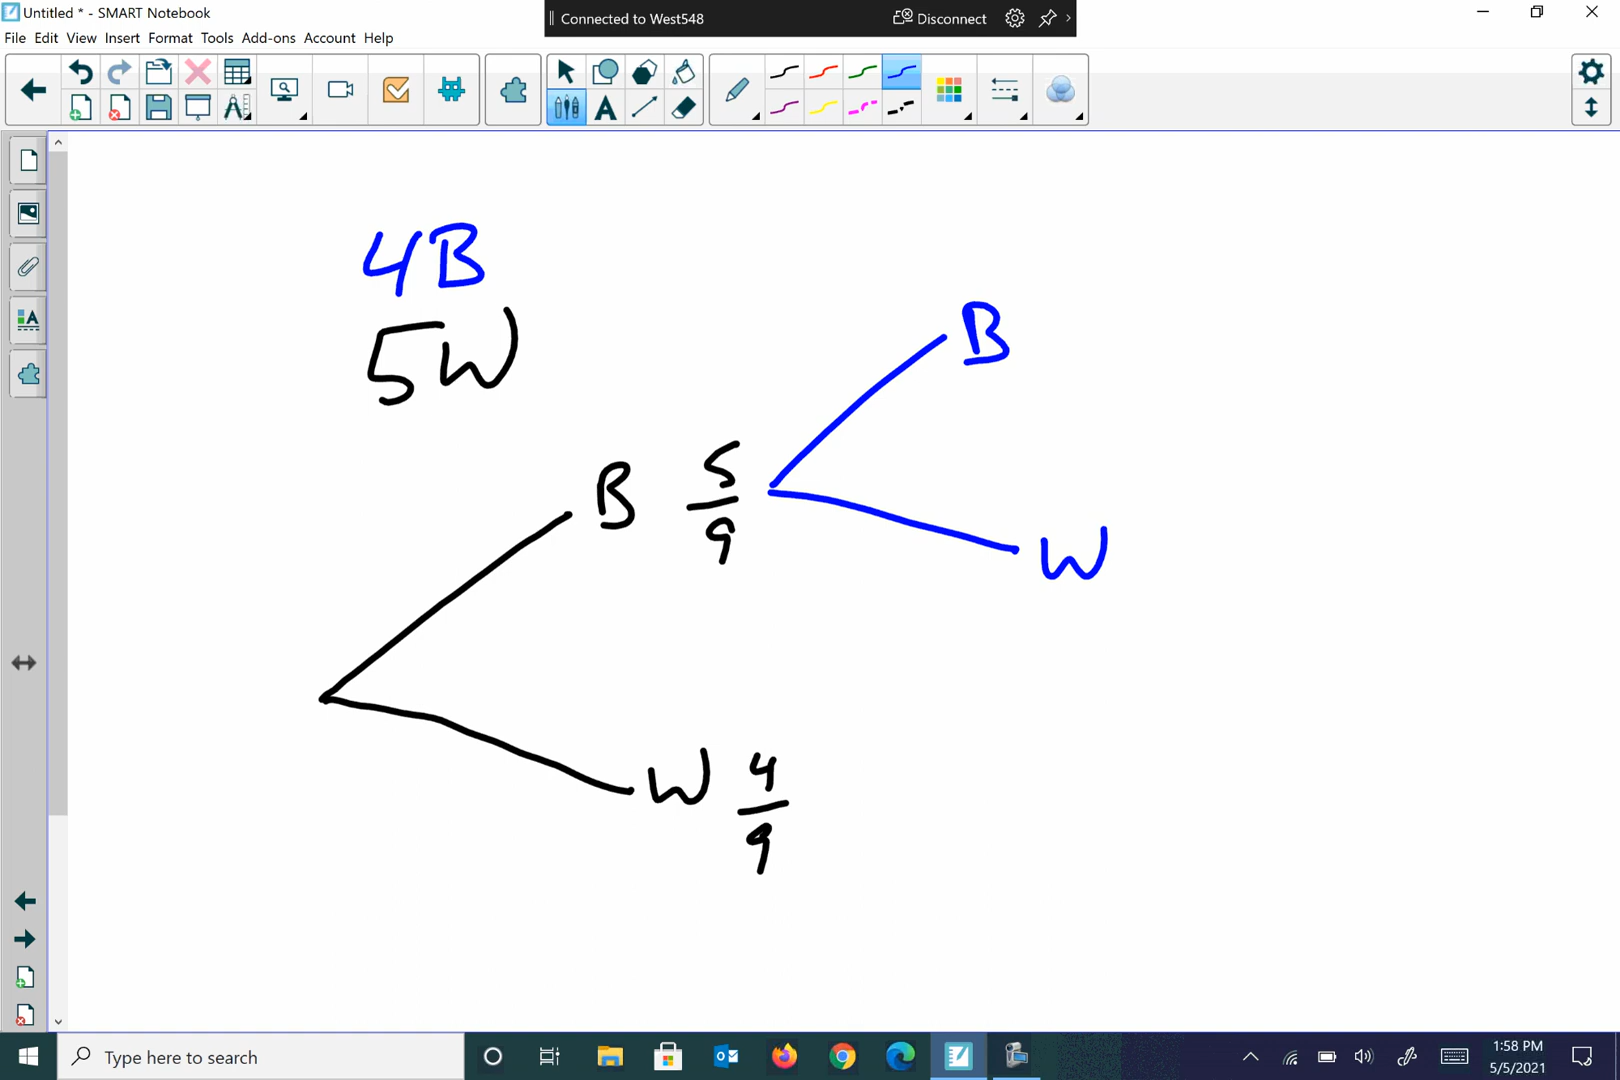 Untitled * - SMART Notebook
Connected to West548
Disconnect
File Edit View Insert Format Tools Add-ons Account Help
4B
5W
B
B 5/9
W
W 4/9
Type here to search
1:58 PM
5/5/2021